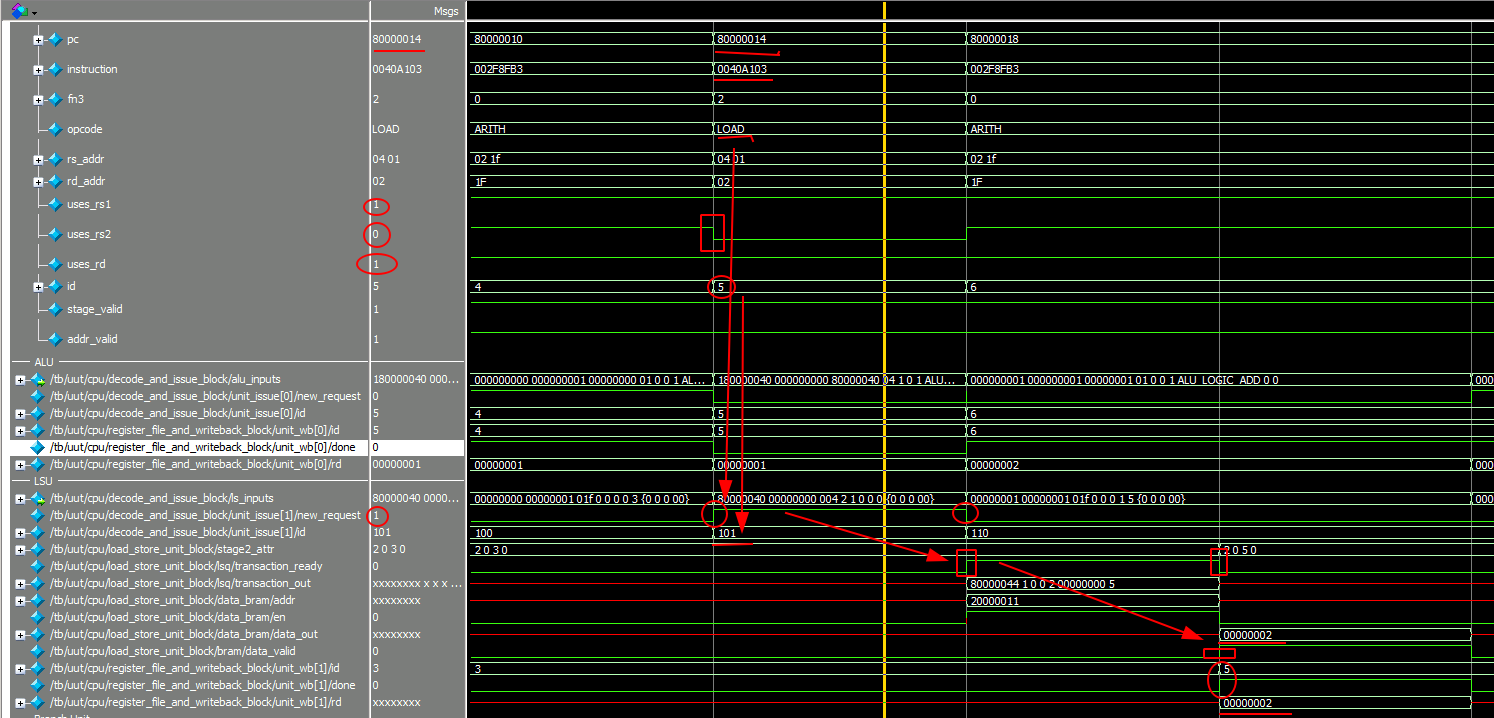 Msgs
pc 80000014 80000010 80000014 80000018
instruction 0040A103 002F8FB3 0040A103 002F8FB3
fn3 2 0 2 0
opcode LOAD ARITH LOAD ARITH
rs_addr 04 01 02 1f 04 01 02 1f
rd_addr 02 1F 02 1F
uses_rs1 1
uses_rs2 0
uses_rd 1
id 5 4 5 6
stage_valid 1
addr_valid 1
ALU
/tb/uut/cpu/decode_and_issue_block/alu_inputs 180000040 000... 000000000 000000001 00000000 01 0 0 1 AL... 180000040 000000000 80000040 04 1 0 1 ALU... 000000001 000000001 00000001 01 0 0 1 ALU_LOGIC_ADD 0 0 000
/tb/uut/cpu/decode_and_issue_block/unit_issue[0]/new_request 0
/tb/uut/cpu/decode_and_issue_block/unit_issue[0]/id 5 4 5 6
/tb/uut/cpu/register_file_and_writeback_block/unit_wb[0]/id 5 4 5 6
/tb/uut/cpu/register_file_and_writeback_block/unit_wb[0]/done 0
/tb/uut/cpu/register_file_and_writeback_block/unit_wb[0]/rd 00000001 00000001 00000001 00000002 000
LSU
/tb/uut/cpu/decode_and_issue_block/ls_inputs 80000040 0000... 00000000 00000001 01f 0 0 0 0 3 {0 0 0 00} 80000040 00000000 004 2 1 0 0 0 {0 0 0 00} 00000001 00000001 01f 0 0 0 1 5 {0 0 0 00} 000
/tb/uut/cpu/decode_and_issue_block/unit_issue[1]/new_request 1
/tb/uut/cpu/decode_and_issue_block/unit_issue[1]/id 101 100 101 110
/tb/uut/cpu/load_store_unit_block/stage2_attr 2 0 3 0 2 0 3 0 2 0 5 0
/tb/uut/cpu/load_store_unit_block/lsq/transaction_ready 0
/tb/uut/cpu/load_store_unit_block/lsq/transaction_out xxxxxxxx x x x ... 80000044 1 0 0 2 00000000 5
/tb/uut/cpu/load_store_unit_block/data_bram/addr xxxxxxxx 20000011
/tb/uut/cpu/load_store_unit_block/data_bram/en 0
/tb/uut/cpu/load_store_unit_block/data_bram/data_out xxxxxxxx 00000002
/tb/uut/cpu/load_store_unit_block/bram/data_valid 0
/tb/uut/cpu/register_file_and_writeback_block/unit_wb[1]/id 3 3 5
/tb/uut/cpu/register_file_and_writeback_block/unit_wb[1]/done 0
/tb/uut/cpu/register_file_and_writeback_block/unit_wb[1]/rd xxxxxxxx 00000002